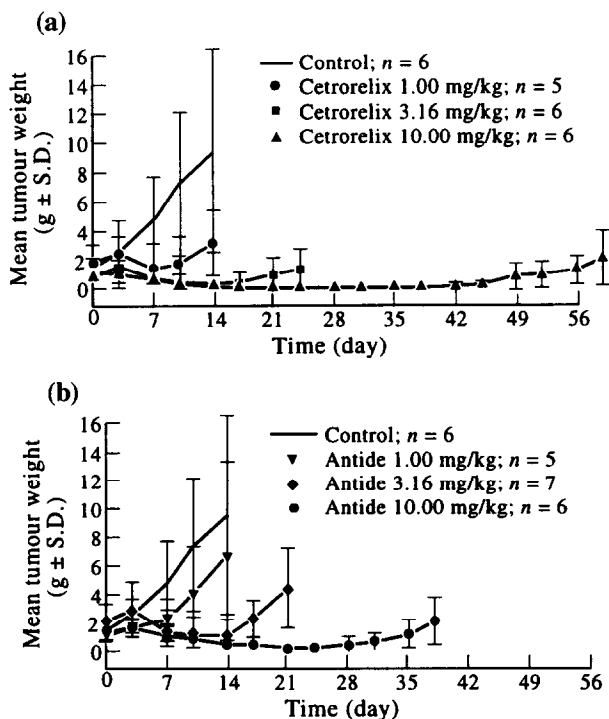 (a)
16
14
12
10
8
6
4
2
0
Mean tumour weight
(g ± S.D.)
Control; n = 6
Cetrorelix 1.00 mg/kg; n = 5
Cetrorelix 3.16 mg/kg; n = 6
Cetrorelix 10.00 mg/kg; n = 6
0 7 14 21 28 35 42 49 56
Time (day)
(b)
16
14
12
10
8
6
4
2
0
Mean tumour weight
(g ± S.D.)
Control; n = 6
Antide 1.00 mg/kg; n = 5
Antide 3.16 mg/kg; n = 7
Antide 10.00 mg/kg; n = 6
0 7 14 21 28 35 42 49 56
Time (day)